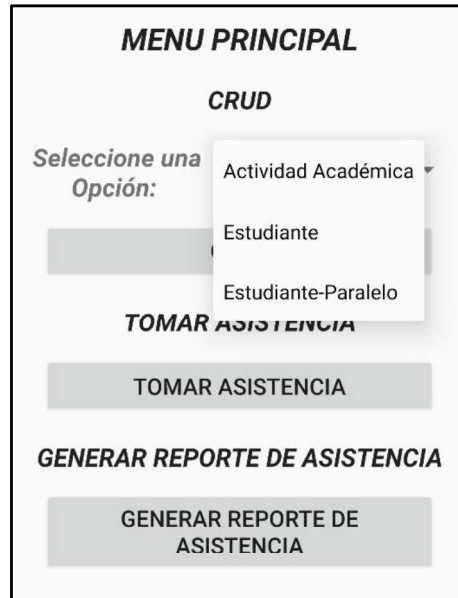 MENU PRINCIPAL
CRUD
Seleccione una
Opción:
Actividad Académica
Estudiante
Estudiante-Paralelo
TOMAR ASISTENCIA
TOMAR ASISTENCIA
GENERAR REPORTE DE ASISTENCIA
GENERAR REPORTE DE
ASISTENCIA